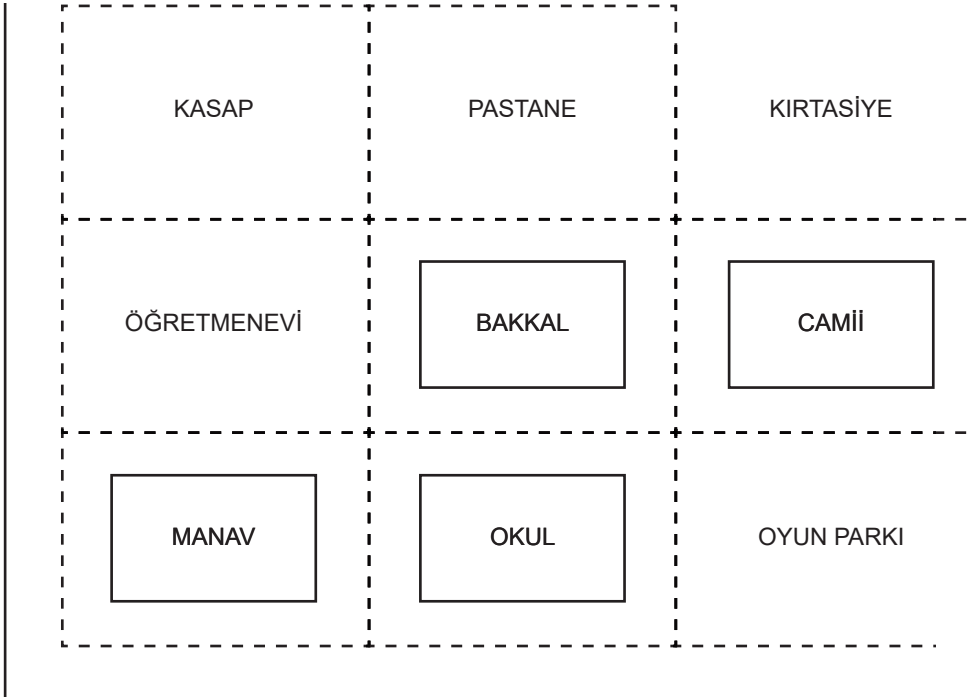 KASAP
PASTANE
KIRTASİYE
ÖĞRETMENEVİ
BAKKAL
CAMİİ
MANAV
OKUL
OYUN PARKI